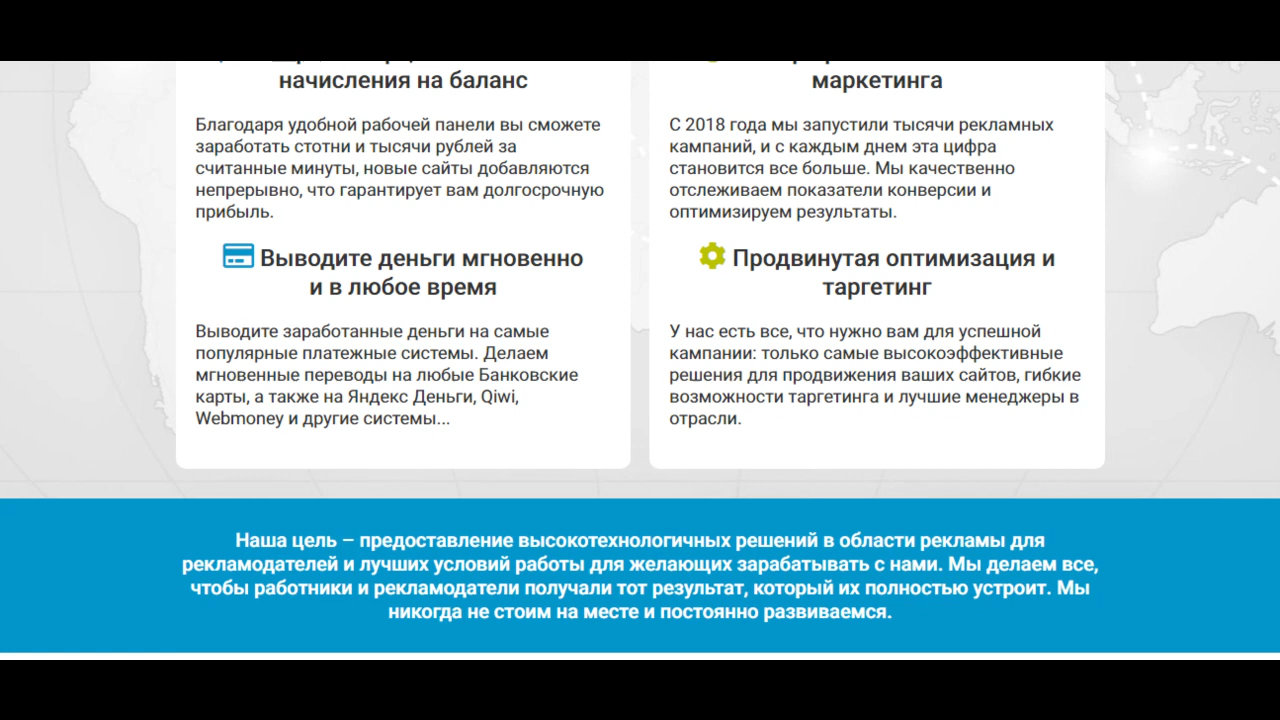 начисления на баланс
Благодаря удобной рабочей панели вы сможете
заработать стотни и тысячи рублей за
считанные минуты, новые сайты добавляются
непрерывно, что гарантирует вам долгосрочную
прибыль.
Выводите деньги мгновенно
и в любое время
Выводите заработанные деньги на самые
популярные платежные системы. Делаем
мгновенные переводы на любые Банковские
карты, а также на Яндекс Деньги, Qiwi,
Webmoney и другие системы...
маркетинга
С 2018 года мы запустили тысячи рекламных
кампаний, и с каждым днем эта цифра
становится все больше. Мы качественно
отслеживаем показатели конверсии и
оптимизируем результаты.
Продвинутая оптимизация и
таргетинг
У нас есть все, что нужно вам для успешной
кампании: только самые высокоэффективные
решения для продвижения ваших сайтов, гибкие
возможности таргетинга и лучшие менеджеры в
отрасли.
Наша цель – предоставление высокотехнологичных решений в области рекламы для
рекламодателей и лучших условий работы для желающих зарабатывать с нами. Мы делаем все,
чтобы работники и рекламодатели получали тот результат, который их полностью устроит. Мы
никогда не стоим на месте и постоянно развиваемся.